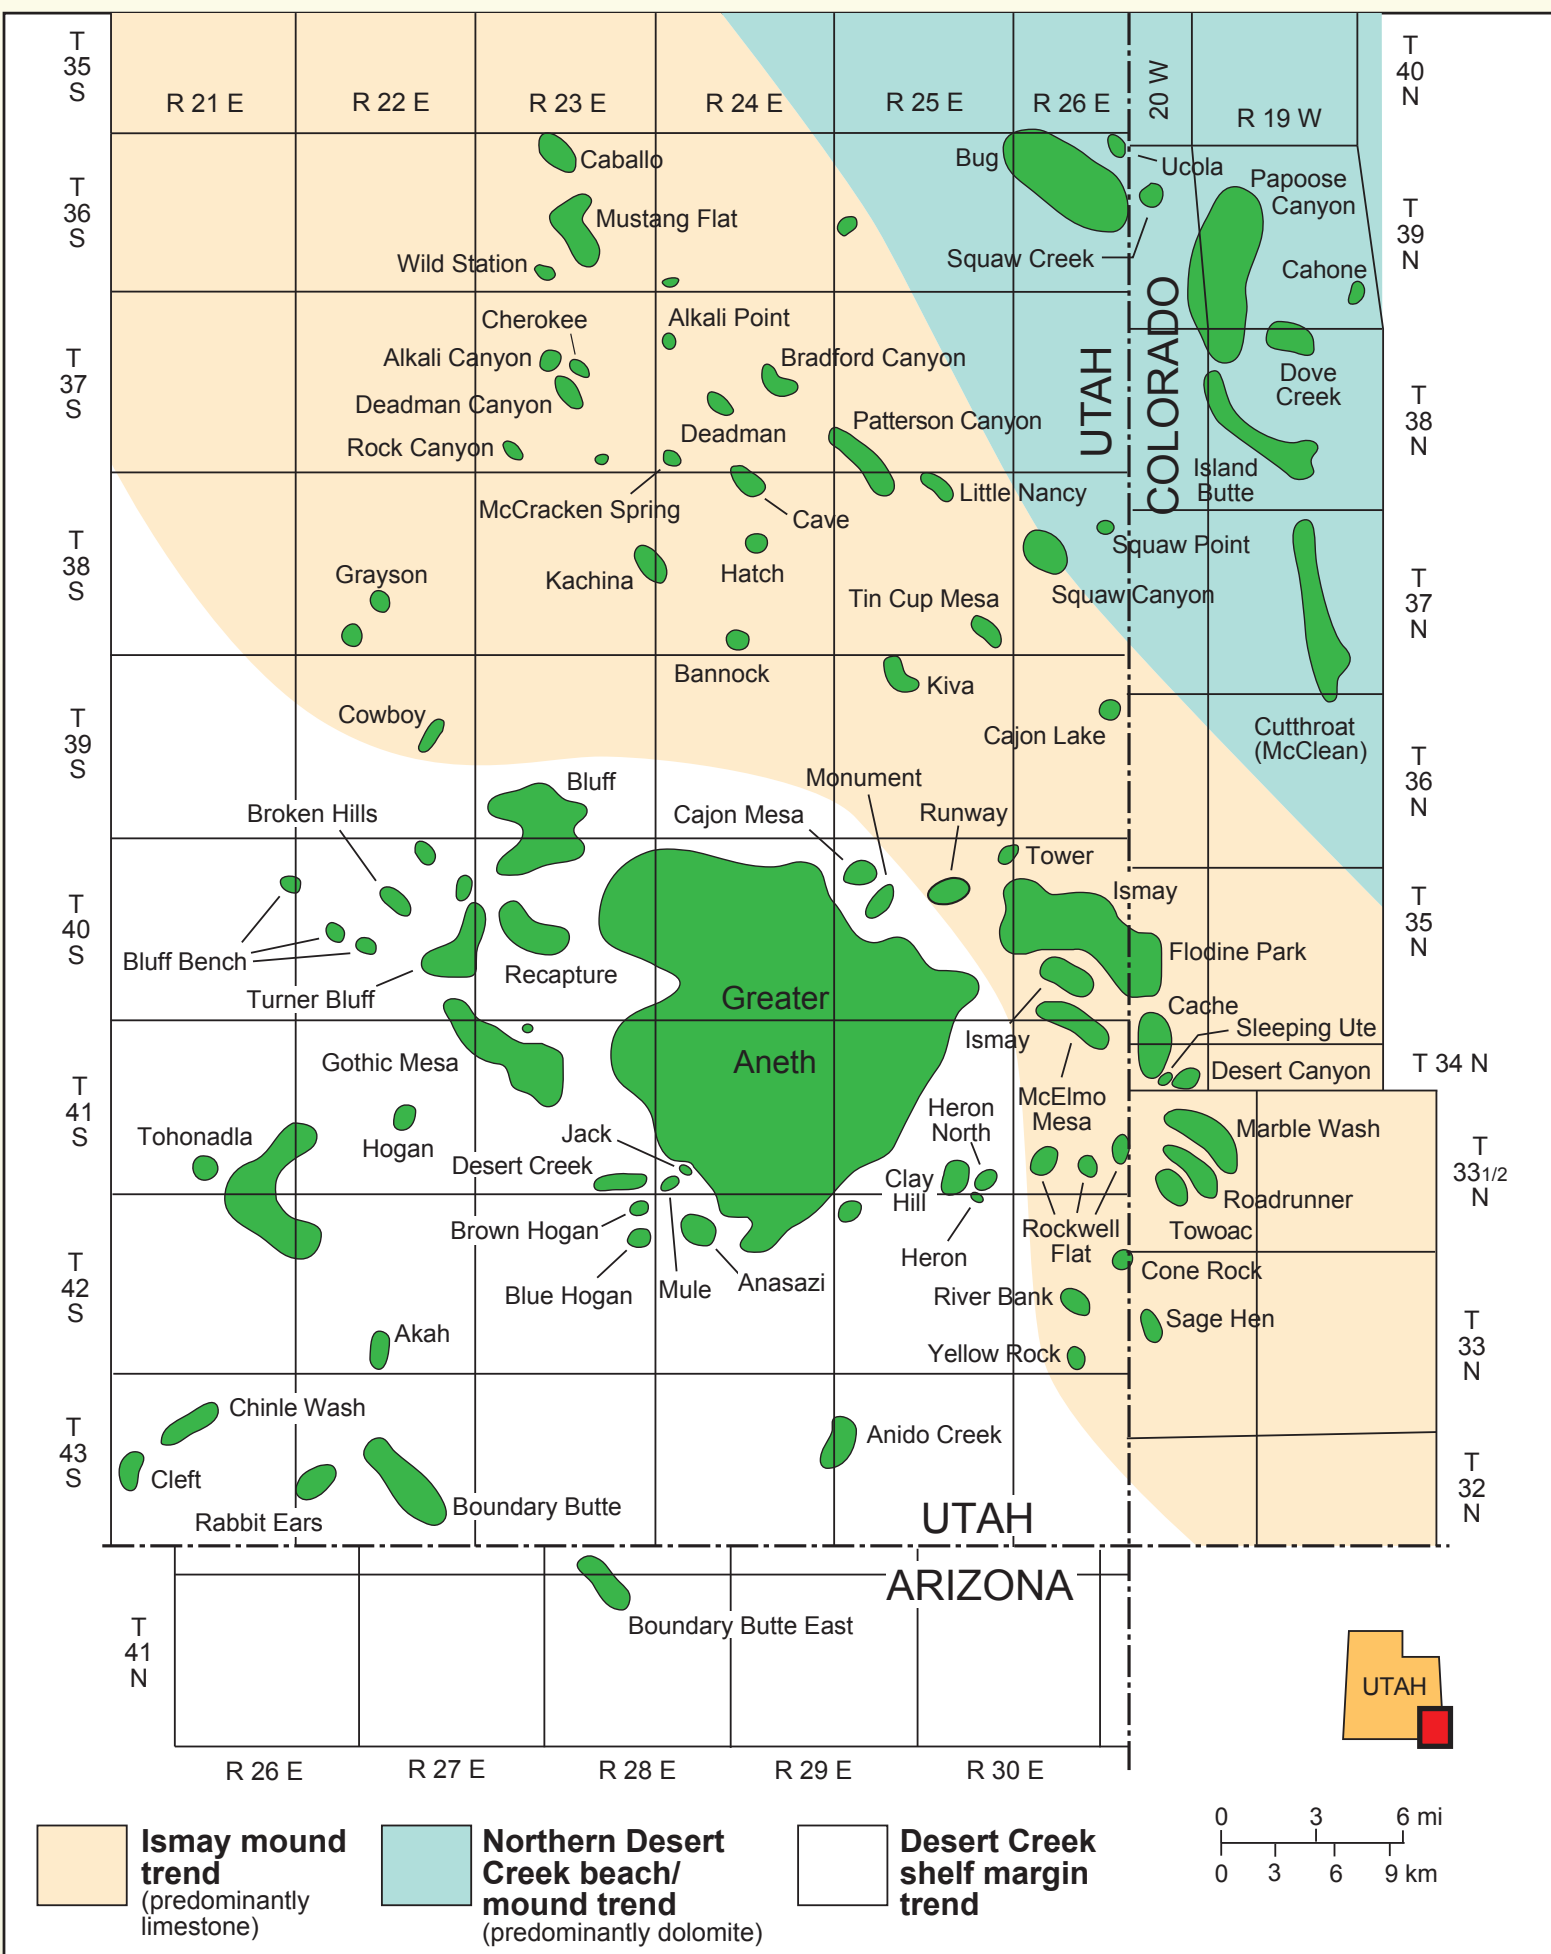 T
35
S
R 21 E
R 22 E
R 23 E
R 24 E
R 25 E
R 26 E
20 W
R 19 W
T
40
N
T
36
S
Caballo
Mustang Flat
Wild Station
Bug
Ucola
Papoose
Canyon
Squaw Creek
Cahone
T
39
N
T
37
S
Cherokee
Alkali Point
Alkali Canyon
Bradford Canyon
Deadman Canyon
Deadman
Patterson Canyon
Rock Canyon
McCracken Spring
UTAH
COLORADO
Dove
Creek
Island
Butte
T
38
N
T
38
S
Little Nancy
Cave
Squaw Point
Hatch
Kachina
Grayson
Tin Cup Mesa
Squaw Canyon
Bannock
T
37
N
T
39
S
Kiva
Cowboy
Cajon Lake
Cutthroat
(McClean)
T
36
N
Bluff
Monument
Broken Hills
Cajon Mesa
Runway
Tower
Ismay
T
40
S
Bluff Bench
Turner Bluff
Recapture
Greater
Aneth
Flodine Park
T
35
N
Cache
Sleeping Ute
Ismay
Gothic Mesa
Desert Canyon
T 34 N
T
41
S
McElmo
Mesa
Heron
North
Tohonadla
Hogan
Jack
Desert Creek
Clay
Hill
Marble Wash
Roadrunner
Towoac
T
33 1/2
N
Brown Hogan
Rockwell
Flat
Heron
T
42
S
Blue Hogan
Mule
Anasazi
Cone Rock
River Bank
Sage Hen
Akah
Yellow Rock
T
33
N
T
43
S
Chinle Wash
Cleft
Rabbit Ears
Boundary Butte
Anido Creek
T
32
N
UTAH
ARIZONA
Boundary Butte East
T
41
N
R 26 E
R 27 E
R 28 E
R 29 E
R 30 E
UTAH
Ismay mound
trend
(predominantly
limestone)
Northern Desert
Creek beach/
mound trend
(predominantly dolomite)
Desert Creek
shelf margin
trend
0 3 6 mi
0 3 6 9 km